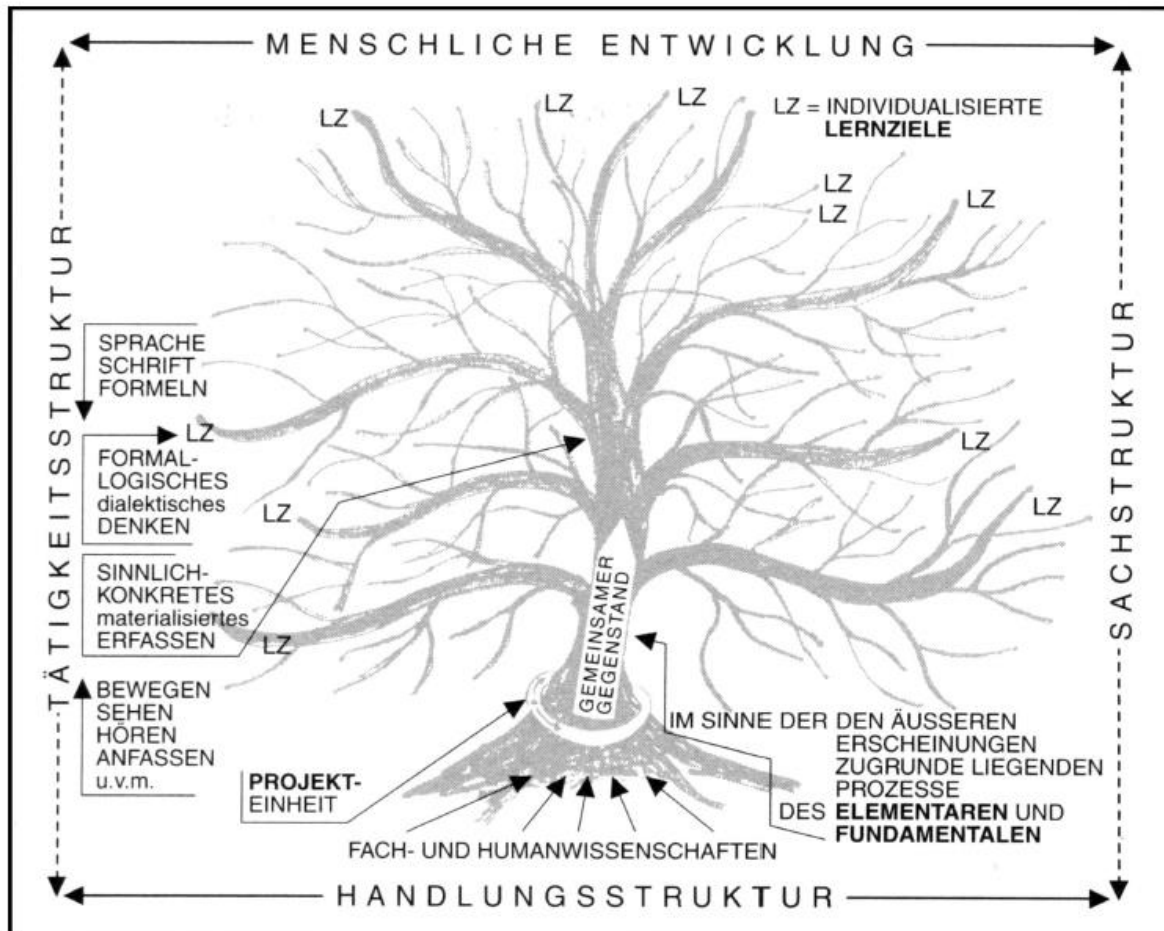 MENSCHLICHE ENTWICKLUNG
LZ
LZ
LZ
LZ
LZ = INDIVIDUALISIERTE
LERNZIELE
LZ
LZ
LZ
TÄTIGKEITSSTRUKTUR
SACHSTRUKTUR
SPRACHE
SCHRIFT
FORMELN
LZ
LZ
FORMAL-
LOGISCHES
dialektisches
DENKEN
LZ
LZ
SINNLICH-
KONKRETES
materialisiertes
ERFASSEN
LZ
GEMEINSAMER
GEGENSTAND
BEWEGEN
SEHEN
HÖREN
ANFASSEN
u.v.m.
PROJEKT-
EINHEIT
IM SINNE DER DEN ÄUSSEREN
ERSCHEINUNGEN
ZUGRUNDE LIEGENDEN
PROZESSE
DES ELEMENTAREN UND
FUNDAMENTALEN
FACH- UND HUMANWISSENSCHAFTEN
HANDLUNGSSTRUKTUR